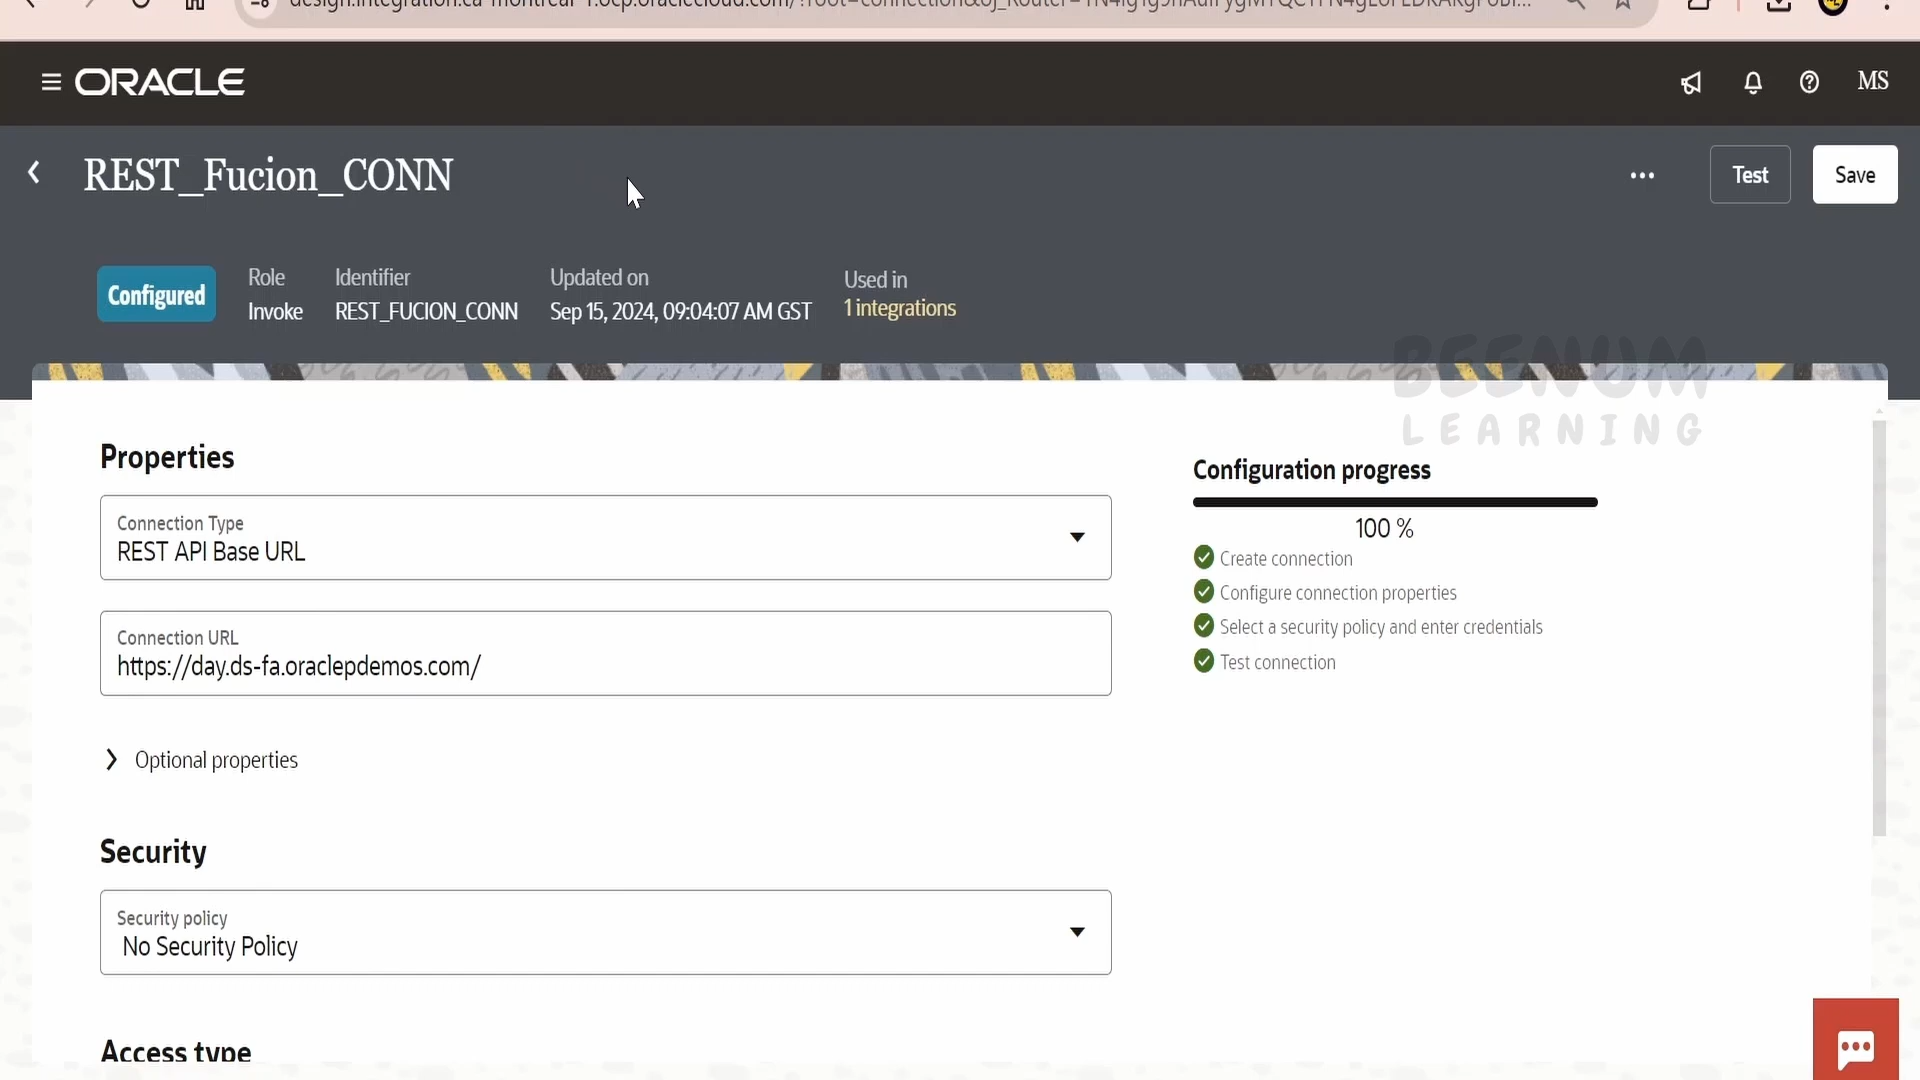 ORACLE
MS
REST_Fucion_CONN
Test
Save
Configured
Role
Invoke
Identifier
REST_FUCION_CONN
Updated on
Sep 15, 2024, 09:04:07 AM GST
Used in
1 integrations
BEENUM
LEARNING
Properties
Connection Type
REST API Base URL
Connection URL
https://day.ds-fa.oraclepdemos.com/
Optional properties
Security
Security policy
No Security Policy
Access type
Configuration progress
100 %
Create connection
Configure connection properties
Select a security policy and enter credentials
Test connection